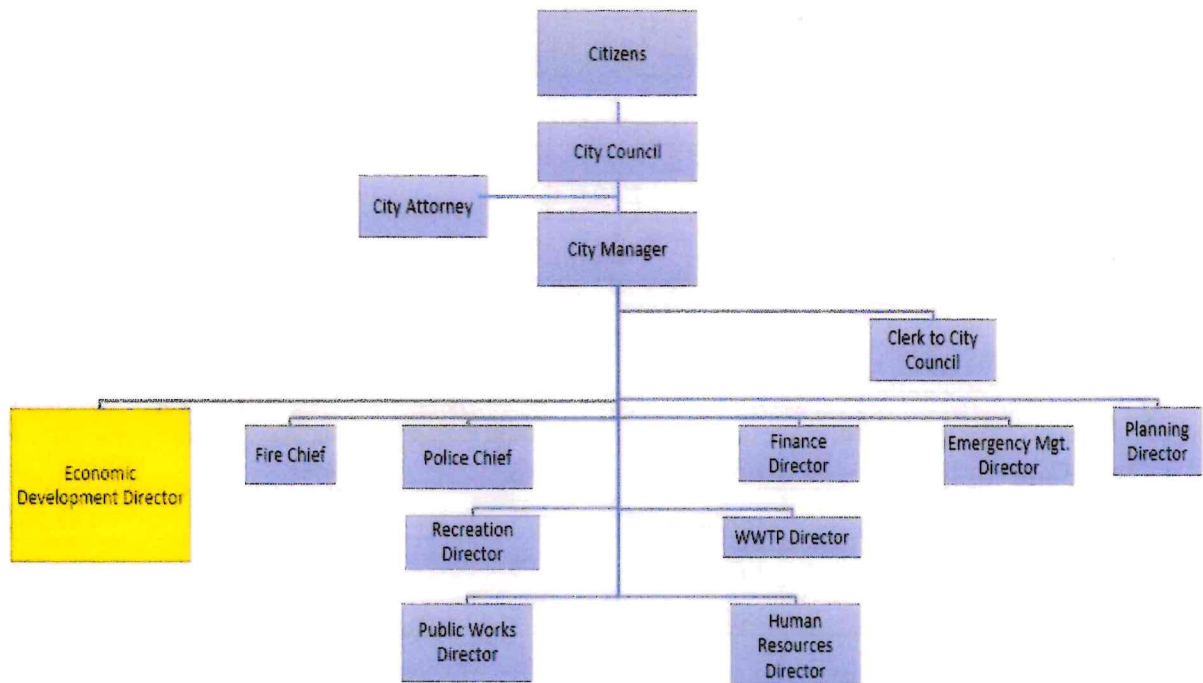 Citizens
City Council
City Attorney
City Manager
Clerk to City
Council
Economic
Development Director
Fire Chief
Police Chief
Finance
Director
Emergency Mgt.
Director
Planning
Director
Recreation
Director
WWTP Director
Public Works
Director
Human
Resources
Director